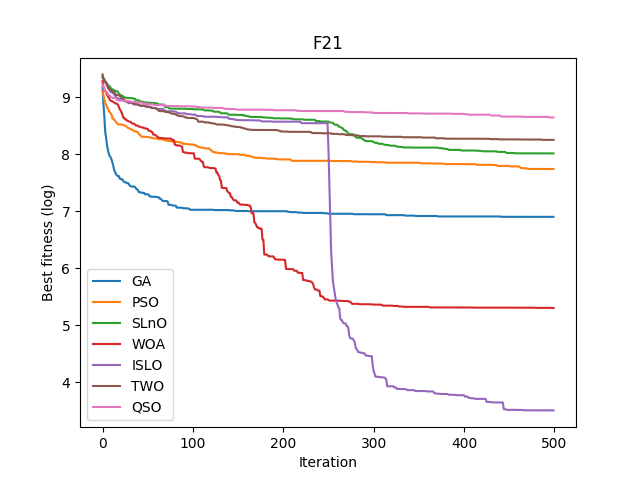 F21
Best fitness (log)
9
8
7
6
5
4
GA
PSO
SLnO
WOA
ISLO
TWO
QSO
0 100 200 300 400 500
Iteration